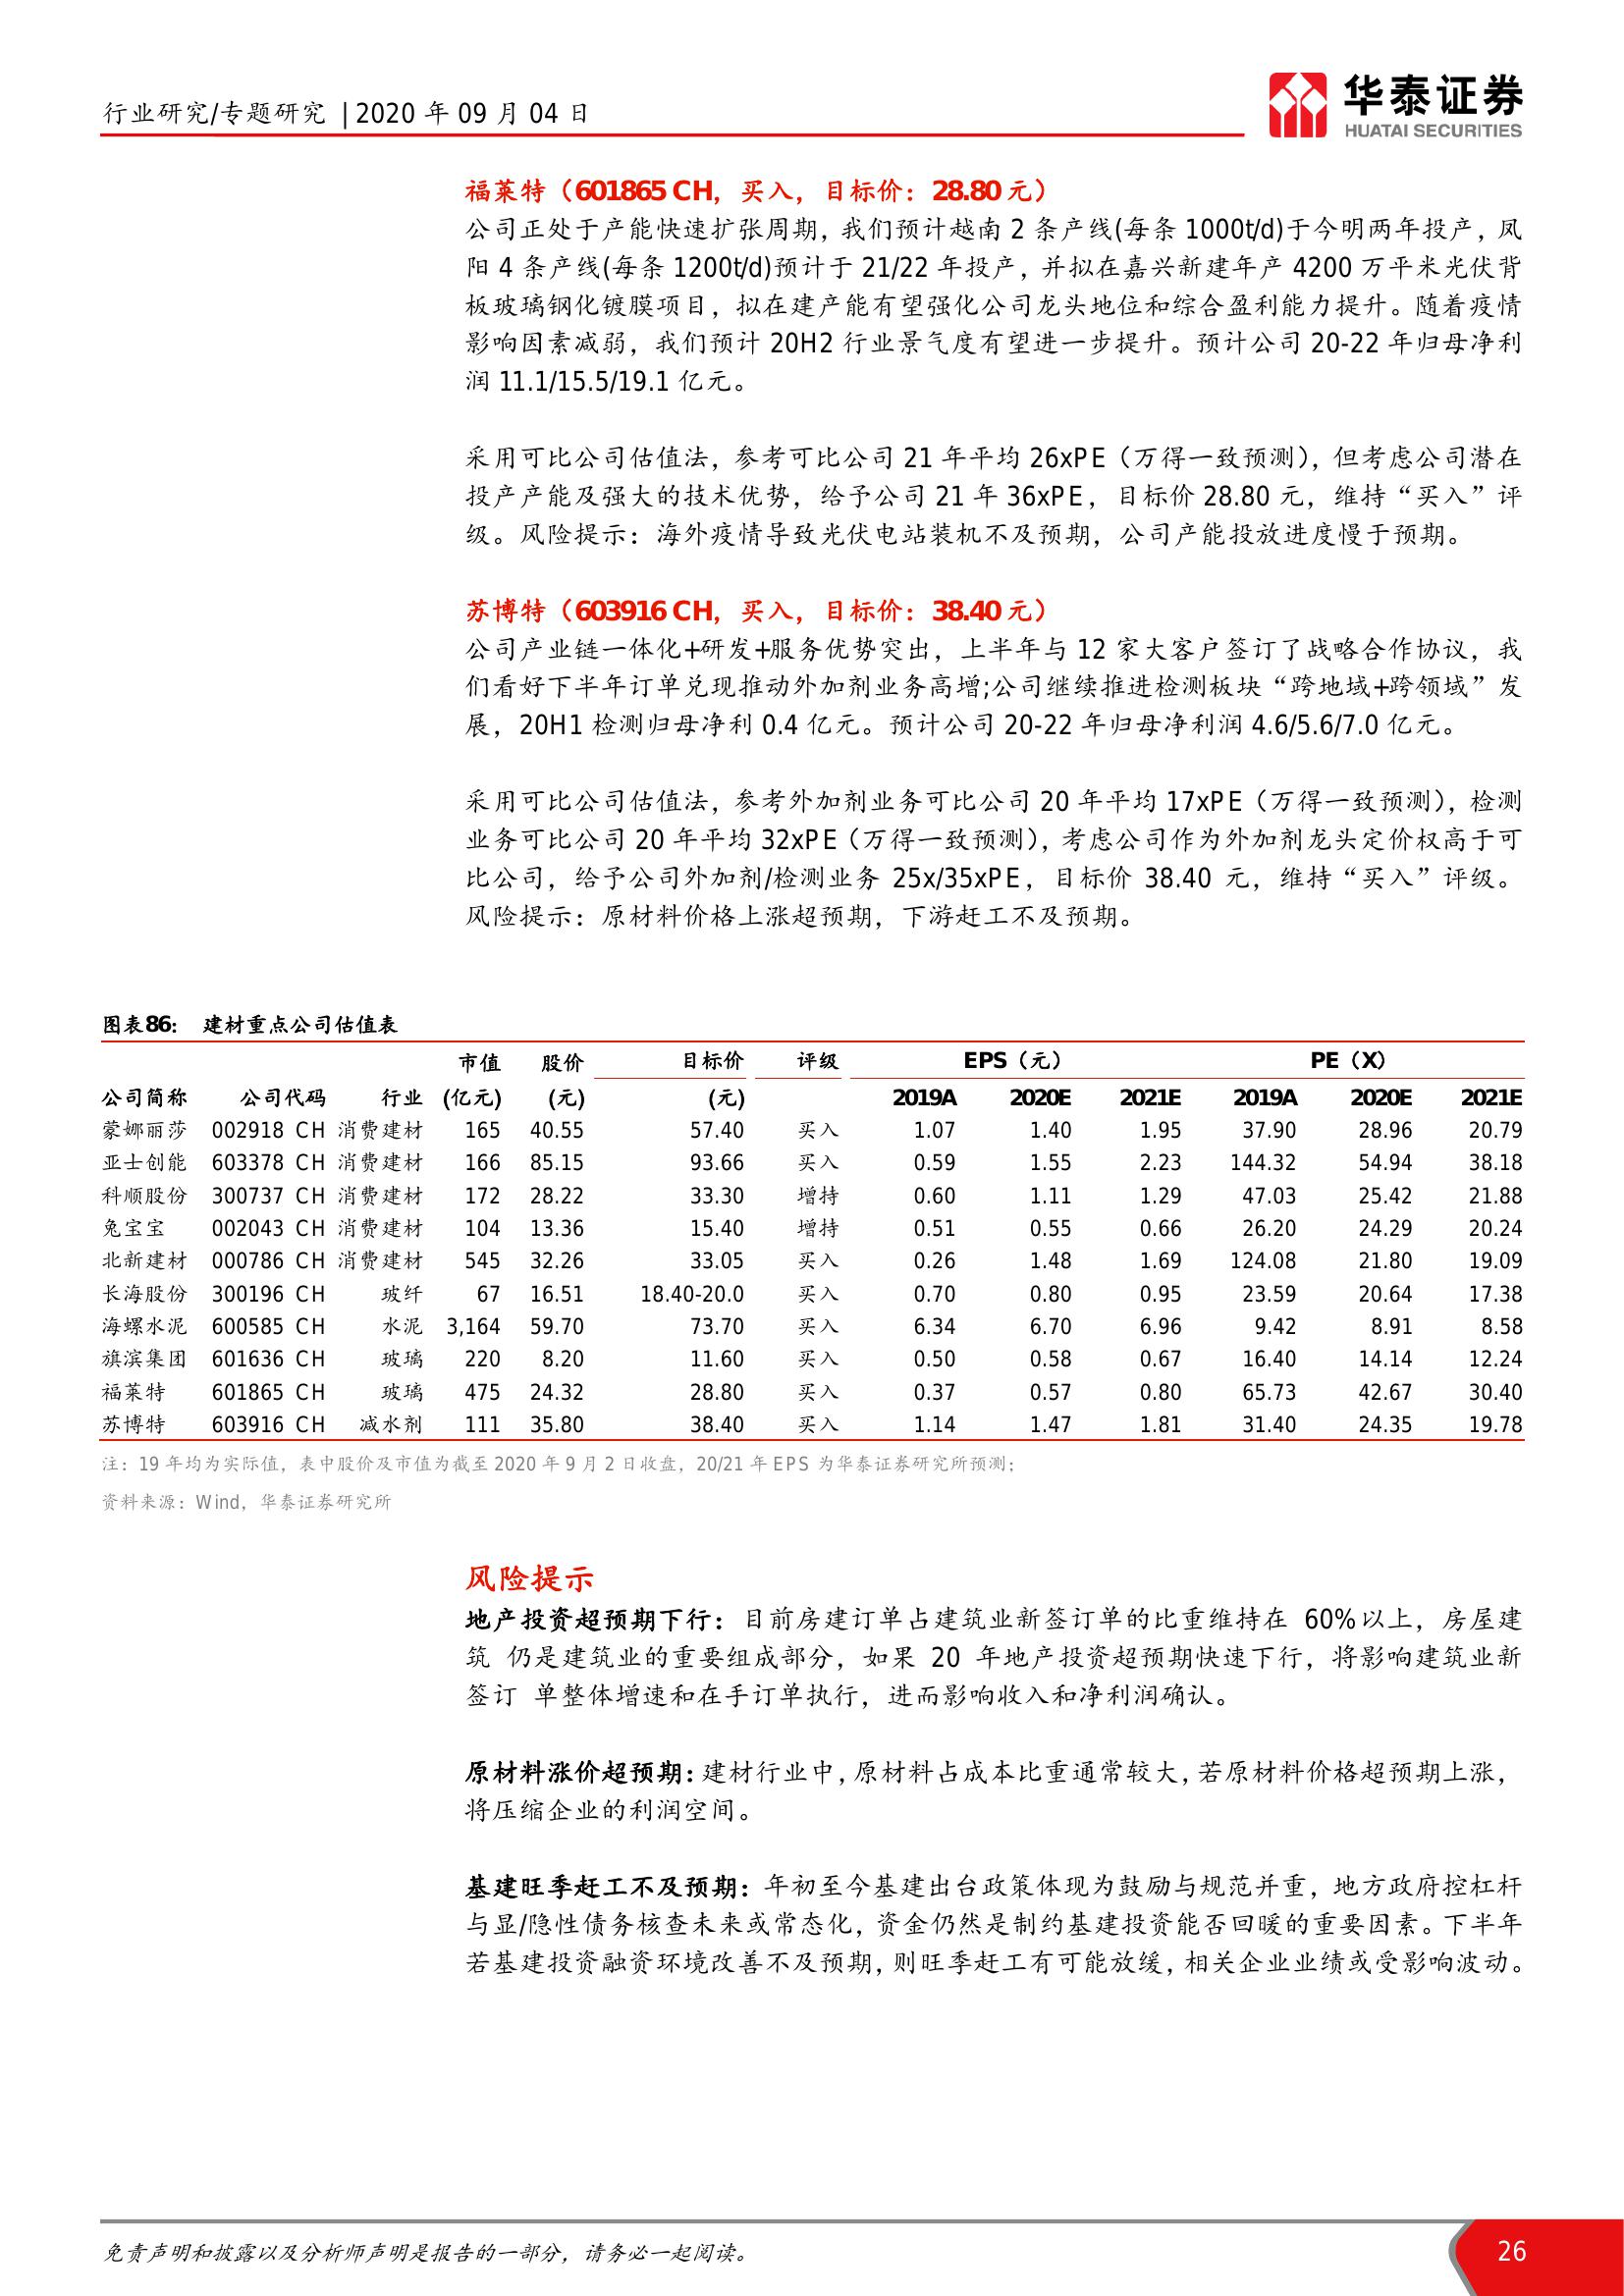 行业研究/专题研究 | 2020 年 09 月 04 日
华泰证券
HUATAI SECURITIES
福莱特（601865 CH，买入，目标价：28.80 元）
公司正处于产能快速扩张周期，我们预计越南 2 条产线(每条 1000t/d)于今明两年投产，凤
阳 4 条产线(每条 1200t/d)预计于 21/22 年投产，并拟在嘉兴新建年产 4200 万平米光伏背
板玻璃钢化镀膜项目，拟在建产能有望强化公司龙头地位和综合盈利能力提升。随着疫情
影响因素减弱，我们预计 20H2 行业景气度有望进一步提升。预计公司 20-22 年归母净利
润 11.1/15.5/19.1 亿元。
采用可比公司估值法，参考可比公司 21 年平均 26xPE（万得一致预测），但考虑公司潜在
投产产能及强大的技术优势，给予公司 21 年 36xPE，目标价 28.80 元，维持“买入”评
级。风险提示：海外疫情导致光伏电站装机不及预期，公司产能投放进度慢于预期。
苏博特（603916 CH，买入，目标价：38.40 元）
公司产业链一体化+研发+服务优势突出，上半年与 12 家大客户签订了战略合作协议，我
们看好下半年订单兑现推动外加剂业务高增;公司继续推进检测板块“跨地域+跨领域”发
展，20H1 检测归母净利 0.4 亿元。预计公司 20-22 年归母净利润 4.6/5.6/7.0 亿元。
采用可比公司估值法，参考外加剂业务可比公司 20 年平均 17xPE（万得一致预测），检测
业务可比公司 20 年平均 32xPE（万得一致预测），考虑公司作为外加剂龙头定价权高于可
比公司，给予公司外加剂/检测业务 25x/35xPE，目标价 38.40 元，维持“买入”评级。
风险提示：原材料价格上涨超预期，下游赶工不及预期。
图表86： 建材重点公司估值表
市值 股价 目标价 评级 EPS（元） PE（X）
公司简称 公司代码 行业 (亿元) (元) (元) 2019A 2020E 2021E 2019A 2020E 2021E
蒙娜丽莎 002918 CH 消费建材 165 40.55 57.40 买入 1.07 1.40 1.95 37.90 28.96 20.79
亚士创能 603378 CH 消费建材 166 85.15 93.66 买入 0.59 1.55 2.23 144.32 54.94 38.18
科顺股份 300737 CH 消费建材 172 28.22 33.30 增持 0.60 1.11 1.29 47.03 25.42 21.88
兔宝宝 002043 CH 消费建材 104 13.36 15.40 增持 0.51 0.55 0.66 26.20 24.29 20.24
北新建材 000786 CH 消费建材 545 32.26 33.05 买入 0.26 1.48 1.69 124.08 21.80 19.09
长海股份 300196 CH 玻纤 67 16.51 18.40-20.0 买入 0.70 0.80 0.95 23.59 20.64 17.38
海螺水泥 600585 CH 水泥 3,164 59.70 73.70 买入 6.34 6.70 6.96 9.42 8.91 8.58
旗滨集团 601636 CH 玻璃 220 8.20 11.60 买入 0.50 0.58 0.67 16.40 14.14 12.24
福莱特 601865 CH 玻璃 475 24.32 28.80 买入 0.37 0.57 0.80 65.73 42.67 30.40
苏博特 603916 CH 减水剂 111 35.80 38.40 买入 1.14 1.47 1.81 31.40 24.35 19.78
注：19 年均为实际值，表中股价及市值为截至 2020 年 9 月 2 日收盘，20/21 年 EPS 为华泰证券研究所预测；
资料来源：Wind，华泰证券研究所
风险提示
地产投资超预期下行：目前房建订单占建筑业新签订单的比重维持在 60%以上，房屋建
筑 仍是建筑业的重要组成部分，如果 20 年地产投资超预期快速下行，将影响建筑业新
签订 单整体增速和在手订单执行，进而影响收入和净利润确认。
原材料涨价超预期：建材行业中，原材料占成本比重通常较大，若原材料价格超预期上涨，
将压缩企业的利润空间。
基建旺季赶工不及预期：年初至今基建出台政策体现为鼓励与规范并重，地方政府控杠杆
与显/隐性债务核查未来或常态化，资金仍然是制约基建投资能否回暖的重要因素。下半年
若基建投资融资环境改善不及预期，则旺季赶工有可能放缓，相关企业业绩或受影响波动。
免责声明和披露以及分析师声明是报告的一部分，请务必一起阅读。
26